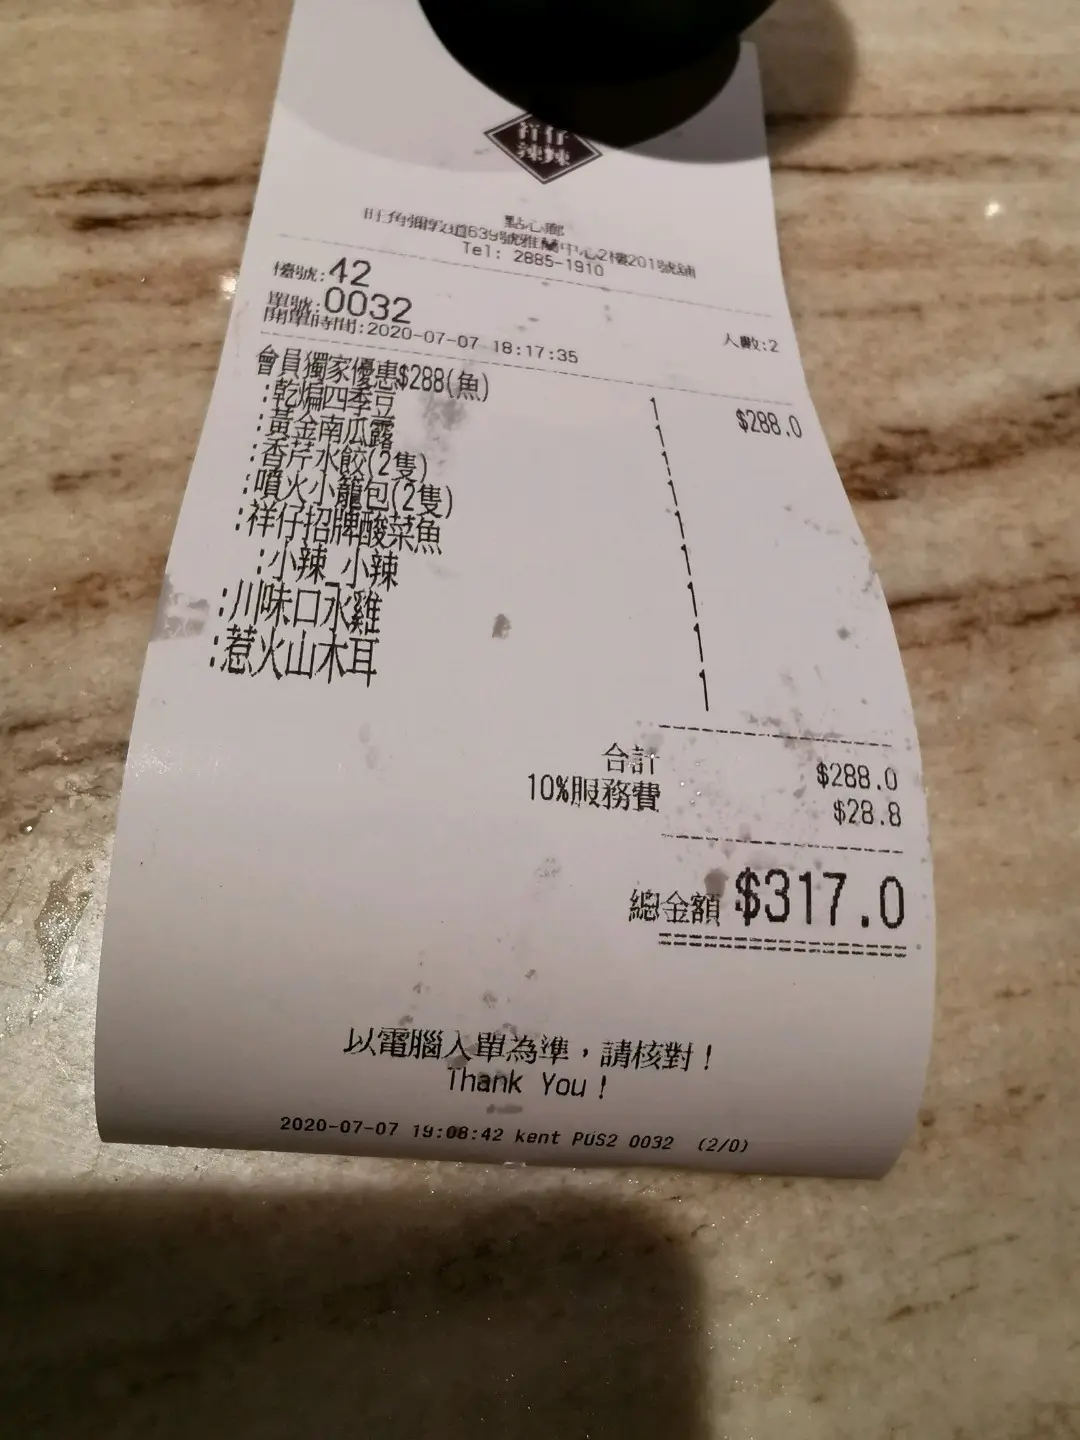 祥仔
辣辣
點心廊
旺角彌敦道639號雅蘭中心2樓201號舖
Tel: 2885-1910
檯號:42
單號:0032
人數:2
開單時間:2020-07-07 18:17:35
會員獨家優惠$288(魚) 1 $288.0
:乾煸四季豆 1
:黃金南瓜露 1
:香芹水餃(2隻) 1
:噴火小籠包(2隻) 1
:祥仔招牌酸菜魚 1
:小辣 小辣 1
:川味口水雞 1
:惹火山木耳 1
合計 $288.0
10%服務費 $28.8
總金額 $317.0
以電腦入單為準，請核對！
Thank You！
2020-07-07 19:08:42 kent PUS2 0032 (2/0)